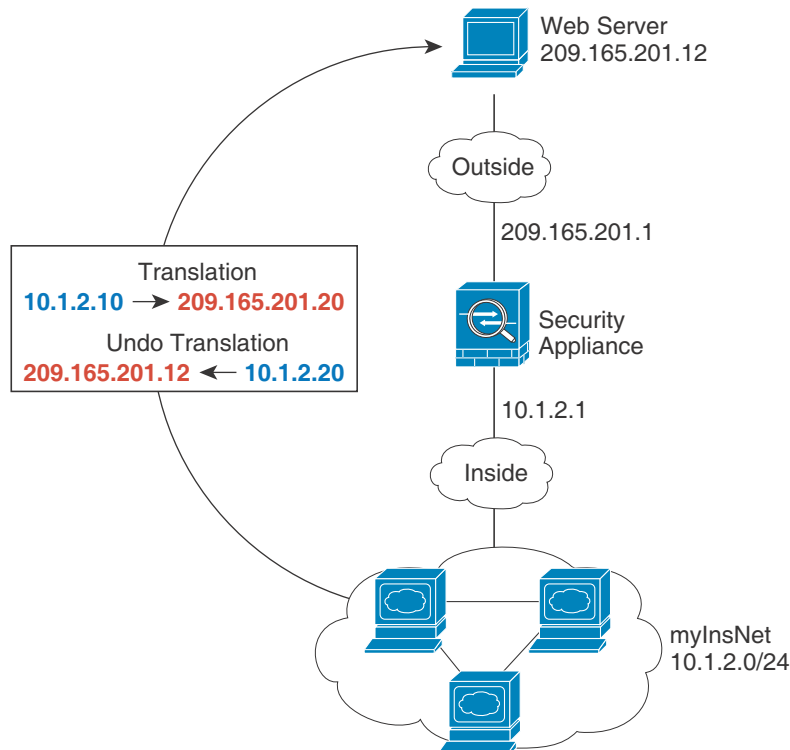 Web Server
209.165.201.12
Outside
209.165.201.1
Translation
10.1.2.10 → 209.165.201.20
Undo Translation
209.165.201.12 ← 10.1.2.20
Security
Appliance
10.1.2.1
Inside
myInsNet
10.1.2.0/24